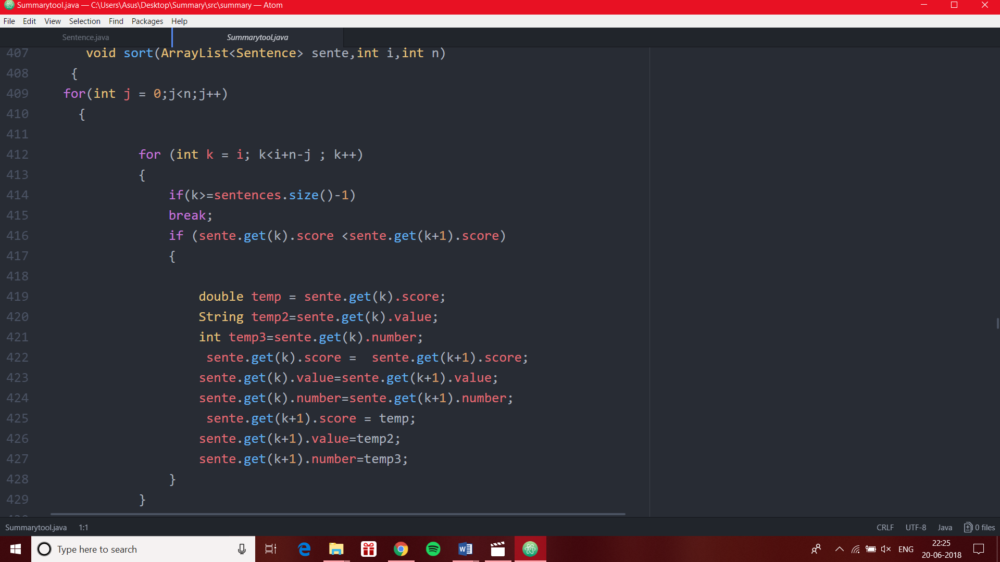 Summarytool.java — C:\Users\Asus\Desktop\Summary\src\summary — Atom
File Edit View Selection Find Packages Help
Sentence.java Summarytool.java
407 void sort(ArrayList<Sentence> sente,int i,int n)
408 {
409 for(int j = 0;j<n;j++)
410 {
411
412 for (int k = i; k<i+n-j ; k++)
413 {
414 if(k>=sentences.size()-1)
415 break;
416 if (sente.get(k).score <sente.get(k+1).score)
417 {
418
419 double temp = sente.get(k).score;
420 String temp2=sente.get(k).value;
421 int temp3=sente.get(k).number;
422 sente.get(k).score =  sente.get(k+1).score;
423 sente.get(k).value=sente.get(k+1).value;
424 sente.get(k).number=sente.get(k+1).number;
425 sente.get(k+1).score = temp;
426 sente.get(k+1).value=temp2;
427 sente.get(k+1).number=temp3;
428 }
429 }
Summarytool.java 1:1 CRLF UTF-8 Java 0 files
Type here to search ENG 22:25
20-06-2018